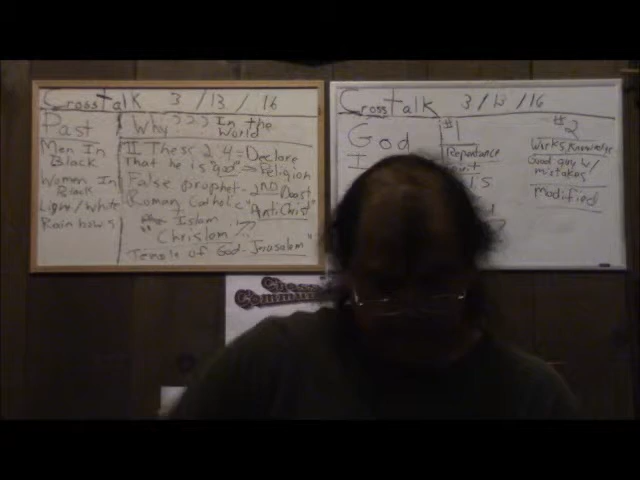 Crosstalk 3/13/16
Past
Men In
Black
Women In
Black
Light/White
Rainbows
Why ??? In the
World
II Thess 2:4 = Declare
That he is "god" → Religion
False prophet - 2ND Beast
Roman Catholic "AntiChrist"
Islam
"Chrislam"??
Temple of God - Jerusalem"
Crosstalk 3/13/16
God
I
#1
Repentance
#2
Works, Knowledge
Good guy w/
mistakes
Modified